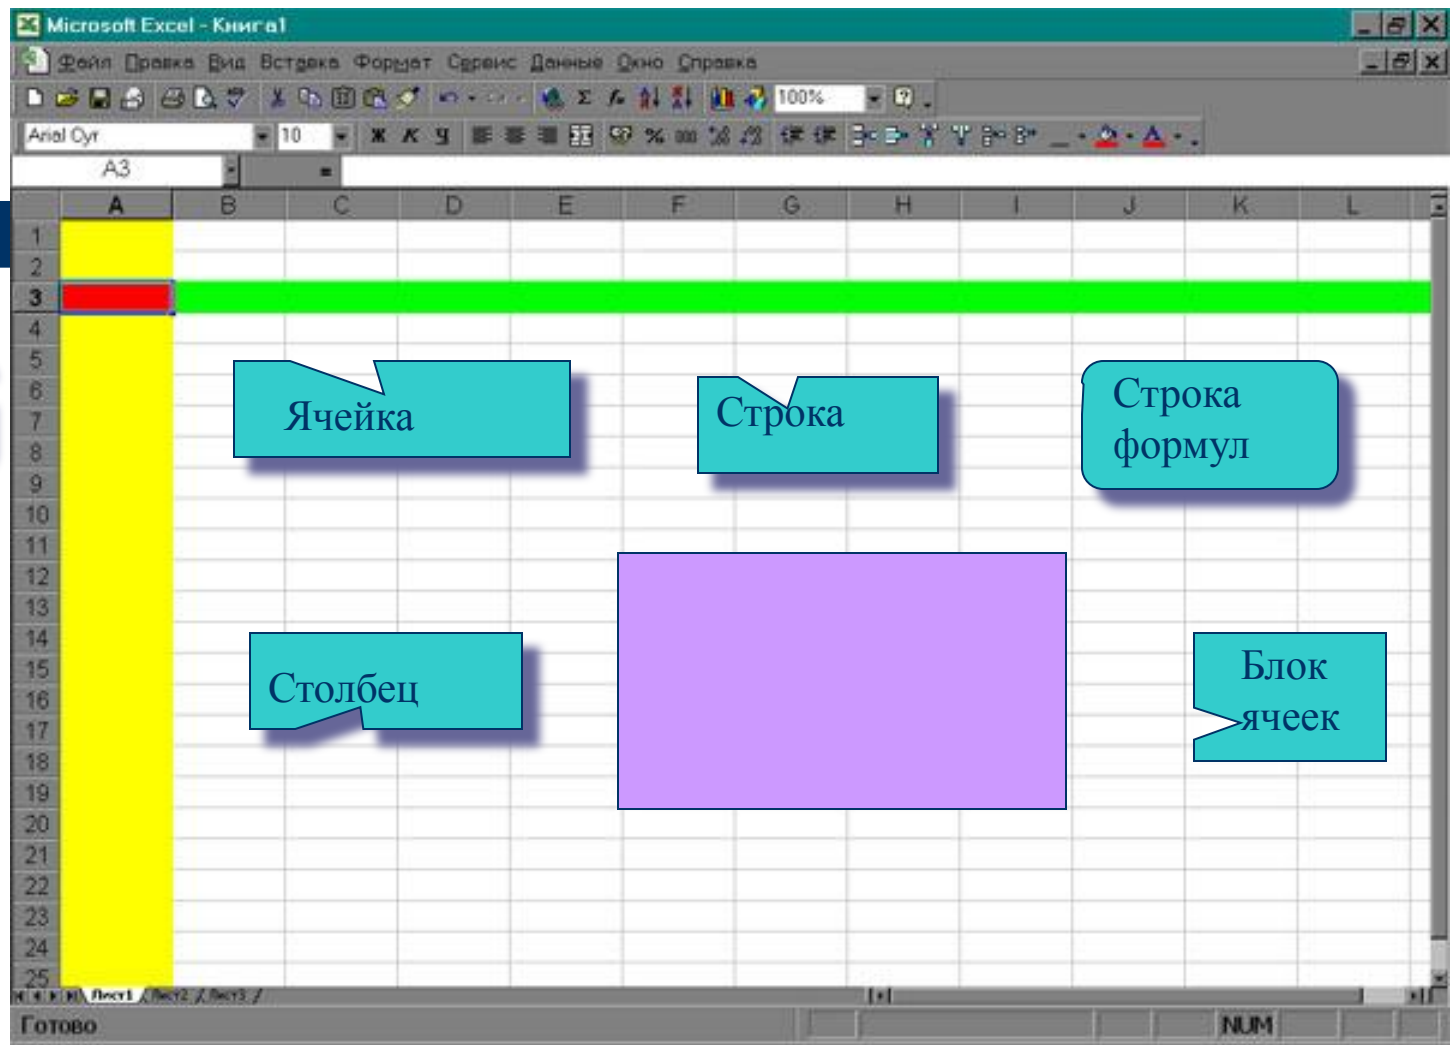 Microsoft Excel - Книга1
Файл Правка Вид Вставка Формат Сервис Данные Окно Справка
100%
Arial Cyr 10 Ж К Ч % 000
A3 =
A B C D E F G H I J K L
1
2
3
4
5
6
7
8
9
10
11
12
13
14
15
16
17
18
19
20
21
22
23
24
25
Ячейка
Строка
Строка
формул
Столбец
Блок
ячеек
Лист1 Лист2 Лист3
Готово NUM